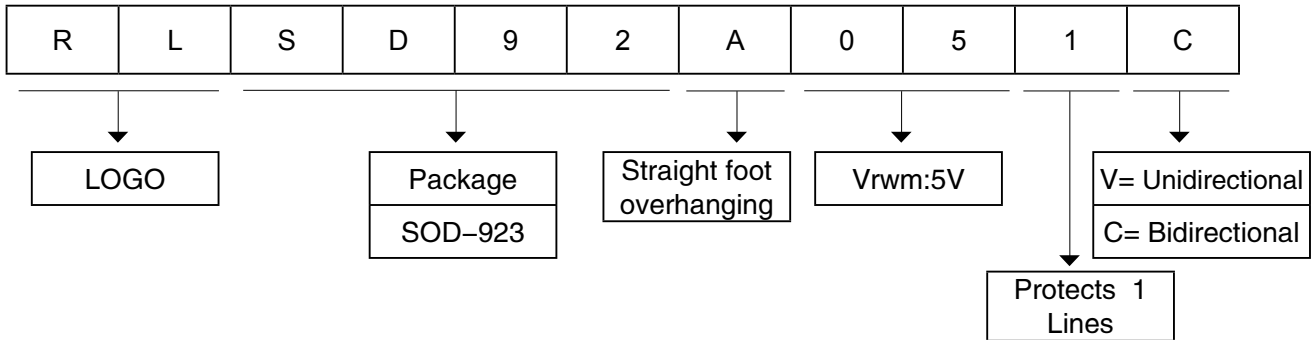 R L S D 9 2 A 0 5 1 C
LOGO
Package
SOD–923
Straight foot
overhanging
Vrwm:5V
V= Unidirectional
C= Bidirectional
Protects 1
Lines